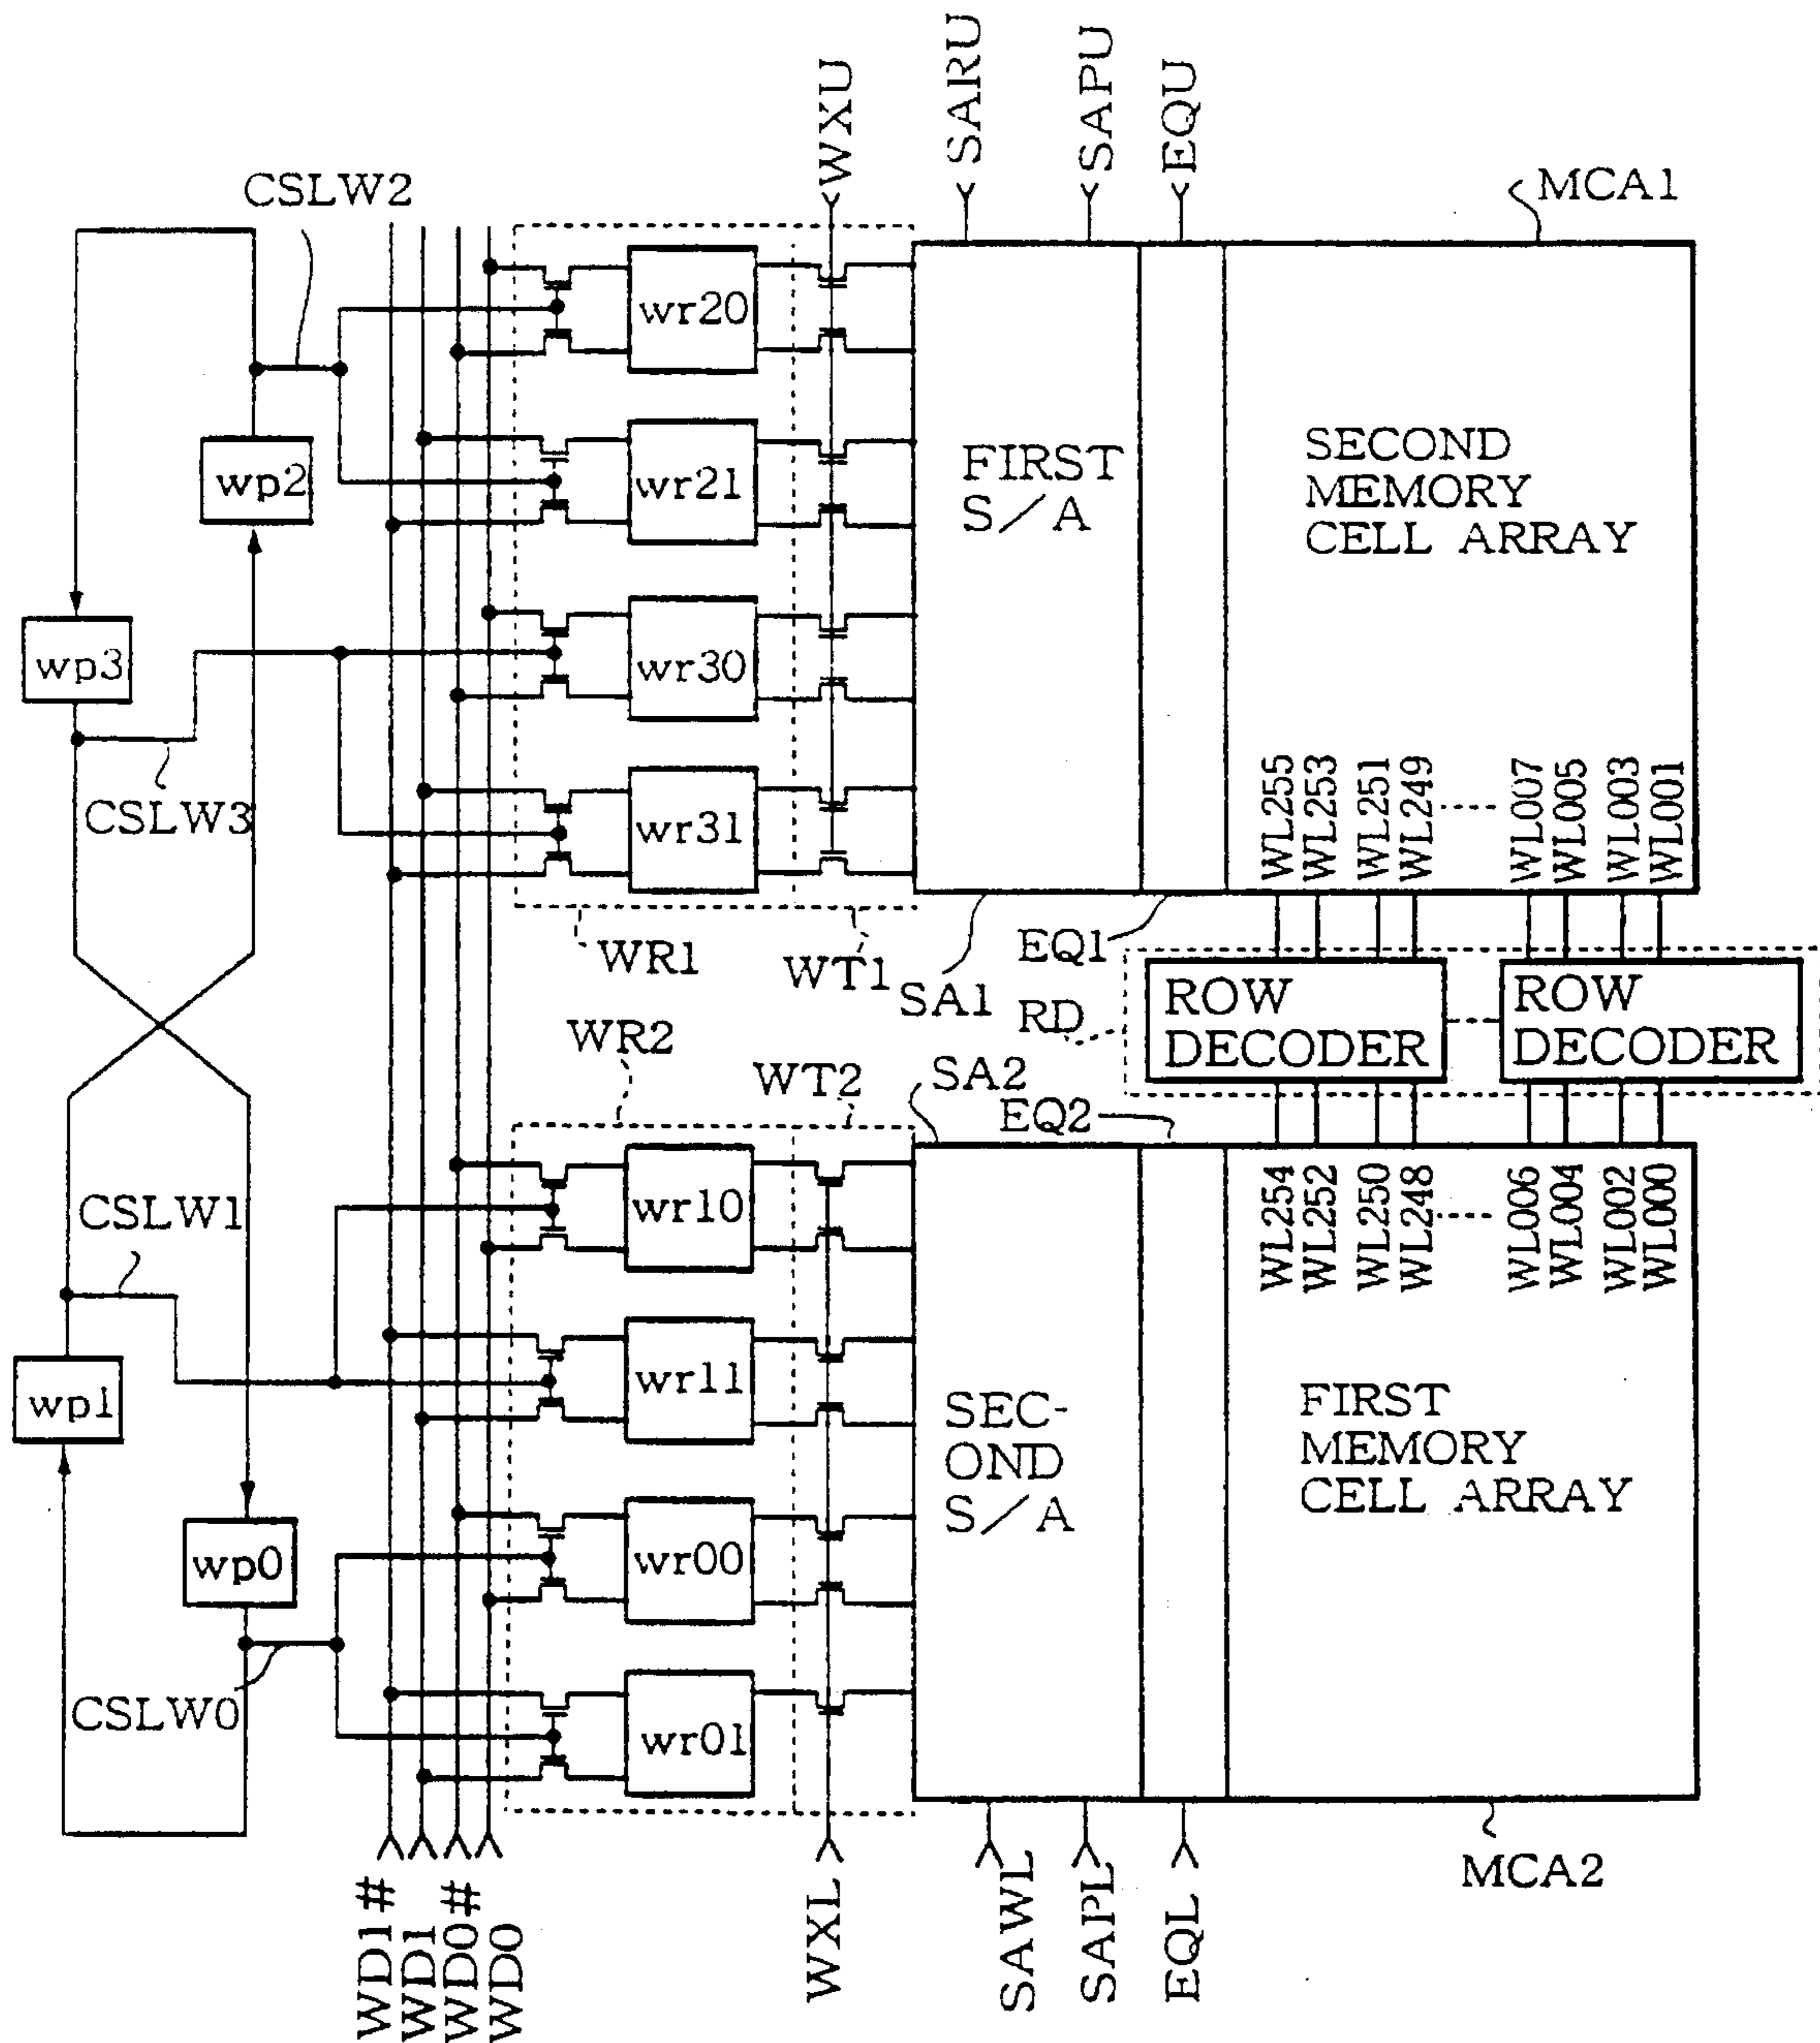 SARU
SAPU
EQU
WXU
CSLW2
MCA1
wr20
wp2
wr21
FIRST
S/A
SECOND
MEMORY
CELL ARRAY
wp3
wr30
CSLW3
wr31
WL255
WL253
WL251
WL249
WL007
WL005
WL003
WL001
WR1
WT1
EQ1
SA1
RD
ROW
DECODER
ROW
DECODER
WR2
WT2
SA2
EQ2
CSLW1
wr10
WL254
WL252
WL250
WL248
WL006
WL004
WL002
WL000
wp1
wr11
SEC-
OND
S/A
FIRST
MEMORY
CELL ARRAY
wp0
wr00
CSLW0
wr01
WD1#
WD1
WD0#
WD0
WXL
SAWL
SAPL
EQL
MCA2